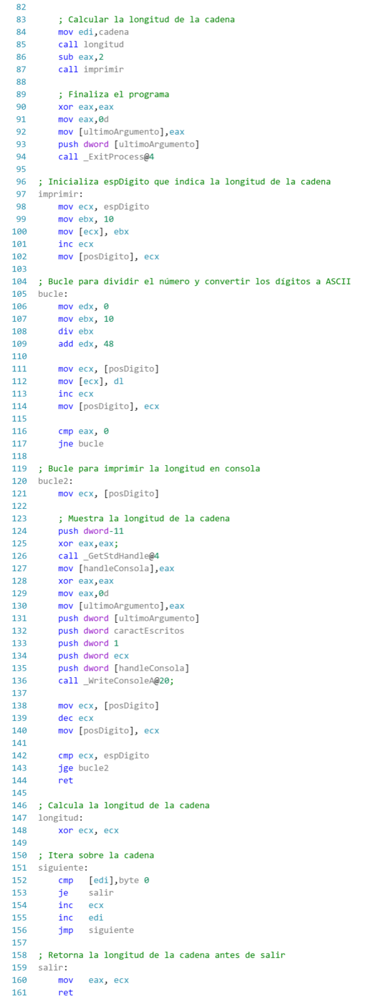 82
83 ; Calcular la longitud de la cadena
84 mov edi,cadena
85 call longitud
86 sub eax,2
87 call imprimir
88
89 ; Finaliza el programa
90 xor eax,eax
91 mov eax,0d
92 mov [ultimoArgumento],eax
93 push dword [ultimoArgumento]
94 call _ExitProcess@4
95
96 ; Inicializa espDigito que indica la longitud de la cadena
97 imprimir:
98 mov ecx, espDigito
99 mov ebx, 10
100 mov [ecx], ebx
101 inc ecx
102 mov [posDigito], ecx
103
104 ; Bucle para dividir el número y convertir los dígitos a ASCII
105 bucle:
106 mov edx, 0
107 mov ebx, 10
108 div ebx
109 add edx, 48
110
111 mov ecx, [posDigito]
112 mov [ecx], dl
113 inc ecx
114 mov [posDigito], ecx
115
116 cmp eax, 0
117 jne bucle
118
119 ; Bucle para imprimir la longitud en consola
120 bucle2:
121 mov ecx, [posDigito]
122
123 ; Muestra la longitud de la cadena
124 push dword-11
125 xor eax,eax;
126 call _GetStdHandle@4
127 mov [handleConsola],eax
128 xor eax,eax
129 mov eax,0d
130 mov [ultimoArgumento],eax
131 push dword [ultimoArgumento]
132 push dword caractEscritos
133 push dword 1
134 push dword ecx
135 push dword [handleConsola]
136 call _WriteConsoleA@20;
137
138 mov ecx, [posDigito]
139 dec ecx
140 mov [posDigito], ecx
141
142 cmp ecx, espDigito
143 jge bucle2
144 ret
145
146 ; Calcula la longitud de la cadena
147 longitud:
148 xor ecx, ecx
149
150 ; Itera sobre la cadena
151 siguiente:
152 cmp [edi],byte 0
153 je salir
154 inc ecx
155 inc edi
156 jmp siguiente
157
158 ; Retorna la longitud de la cadena antes de salir
159 salir:
160 mov eax, ecx
161 ret